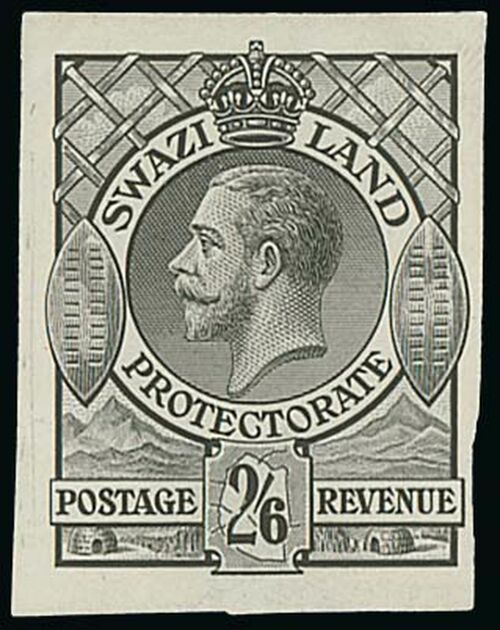 SWAZI LAND
PROTECTORATE
POSTAGE 2/6 REVENUE